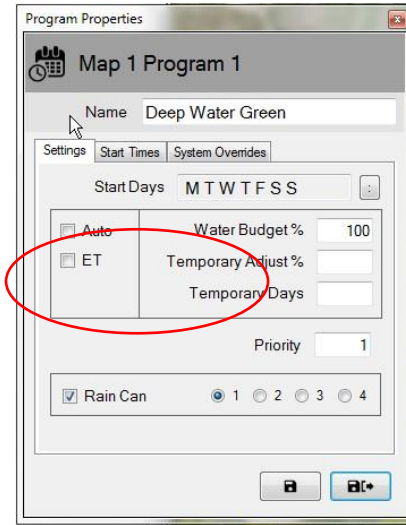 Program Properties
Map 1 Program 1
Name Deep Water Green
Settings Start Times System Overrides
Start Days M T W T F S S :
Auto Water Budget % 100
ET Temporary Adjust %
Temporary Days
Priority 1
Rain Can 1 2 3 4